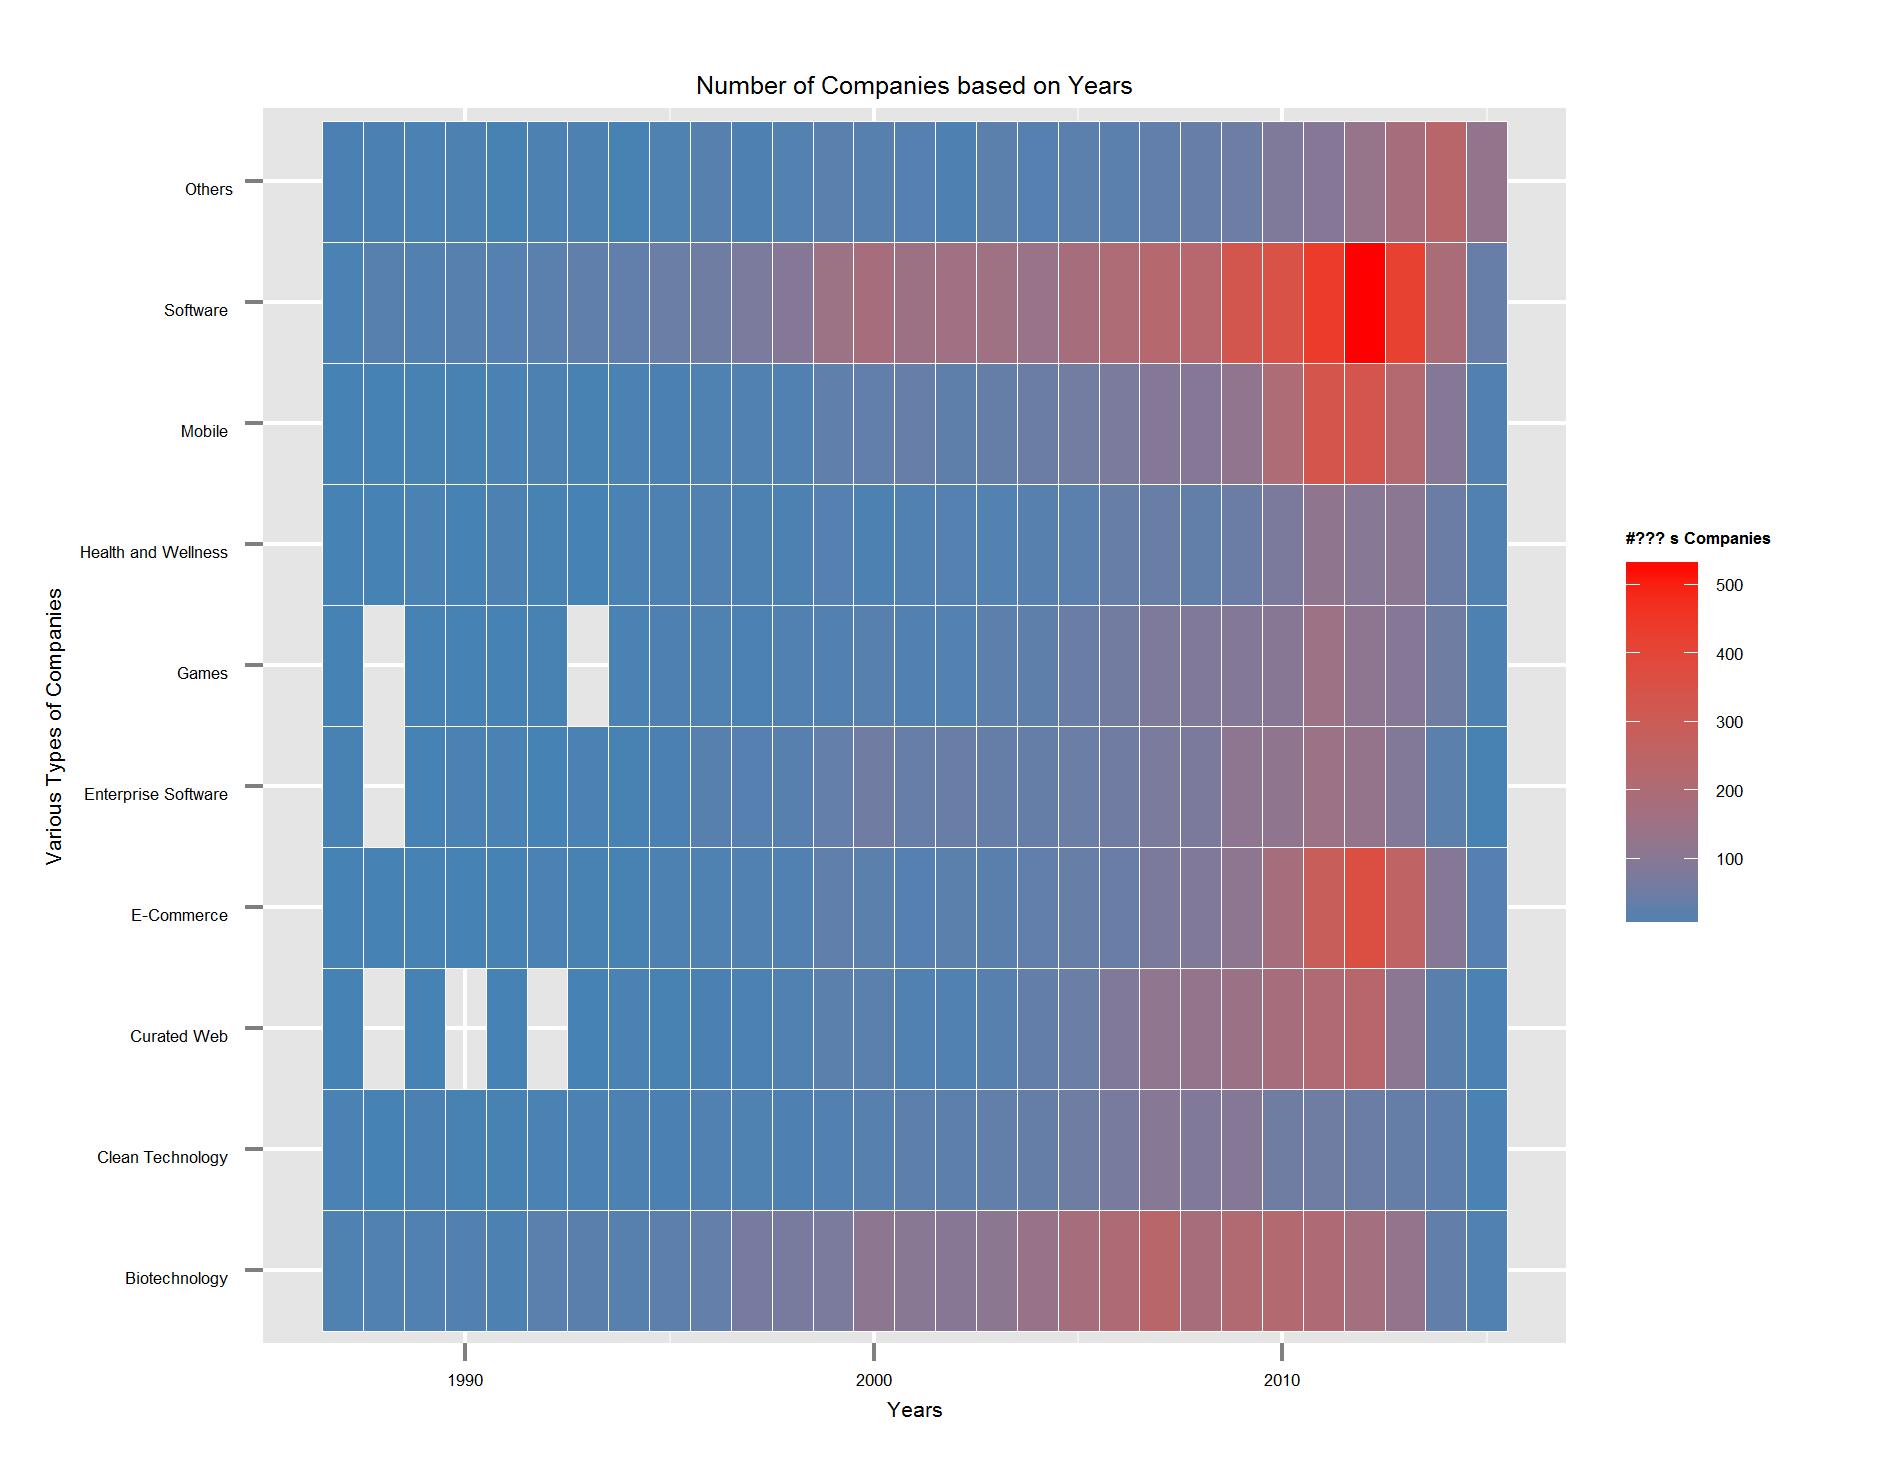 Number of Companies based on Years
Various Types of Companies
Others
Software
Mobile
Health and Wellness
Games
Enterprise Software
E-Commerce
Curated Web
Clean Technology
Biotechnology
1990
2000
2010
Years
#??? s Companies
500
400
300
200
100